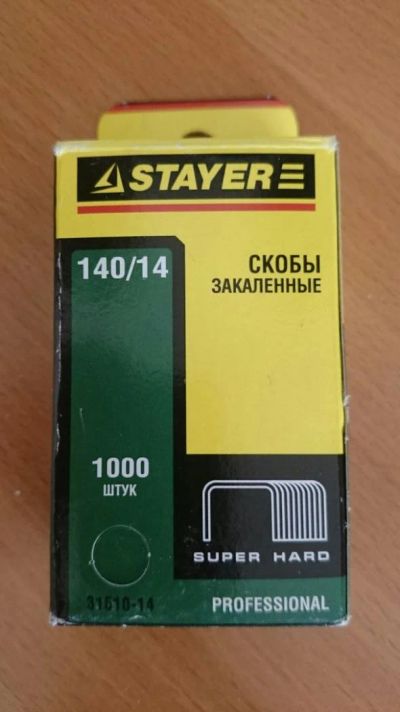 STAYER
140/14
СКОБЫ
ЗАКАЛЕННЫЕ
1000
ШТУК
SUPER HARD
31610-14
PROFESSIONAL